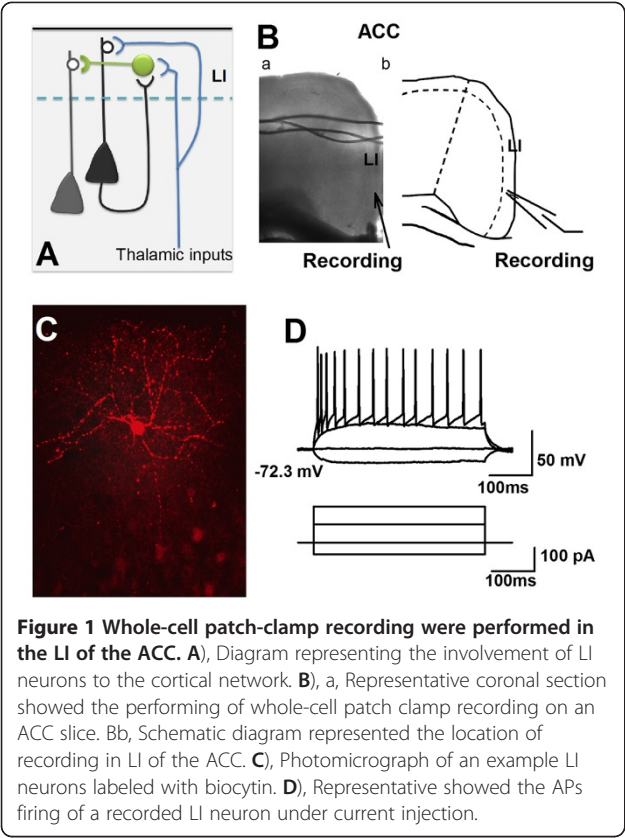 A
LI
Thalamic inputs
B
ACC
a
b
LI
LI
Recording
Recording
C
D
-72.3 mV
50 mV
100ms
100 pA
100ms
Figure 1 Whole-cell patch-clamp recording were performed in
the LI of the ACC. A), Diagram representing the involvement of LI
neurons to the cortical network. B), a, Representative coronal section
showed the performing of whole-cell patch clamp recording on an
ACC slice. Bb, Schematic diagram represented the location of
recording in LI of the ACC. C), Photomicrograph of an example LI
neurons labeled with biocytin. D), Representative showed the APs
firing of a recorded LI neuron under current injection.